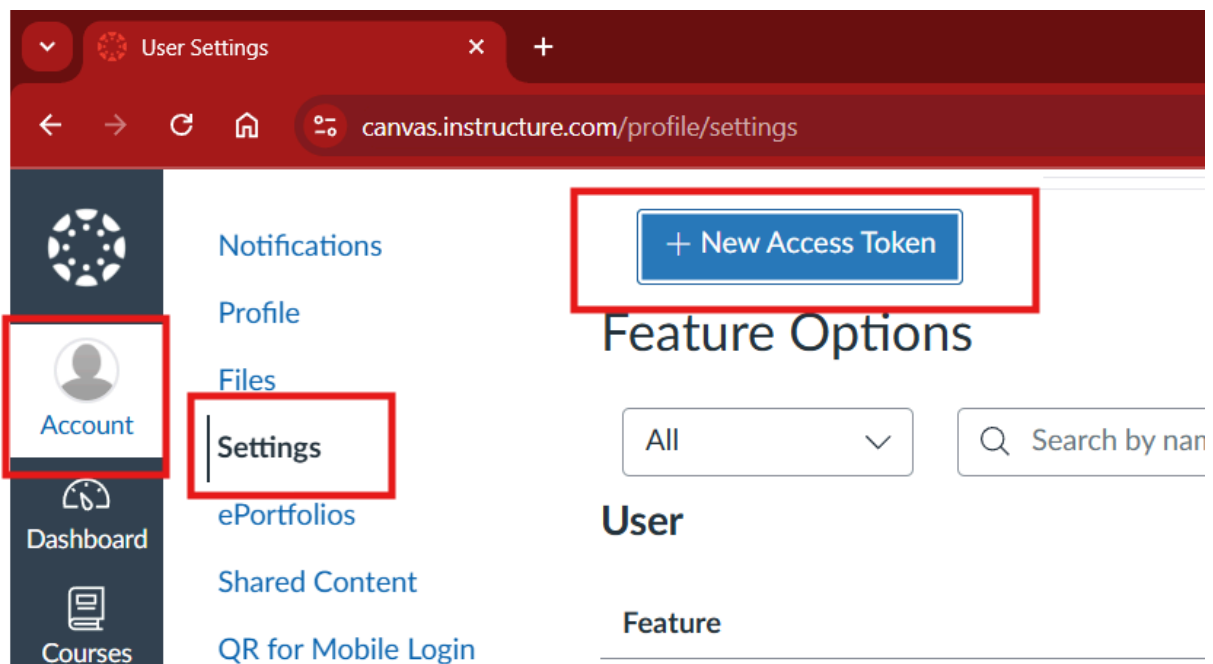 User Settings
canvas.instructure.com/profile/settings
Account
Dashboard
Courses
Notifications
Profile
Files
Settings
ePortfolios
Shared Content
QR for Mobile Login
+ New Access Token
Feature Options
All
Search by nam
User
Feature